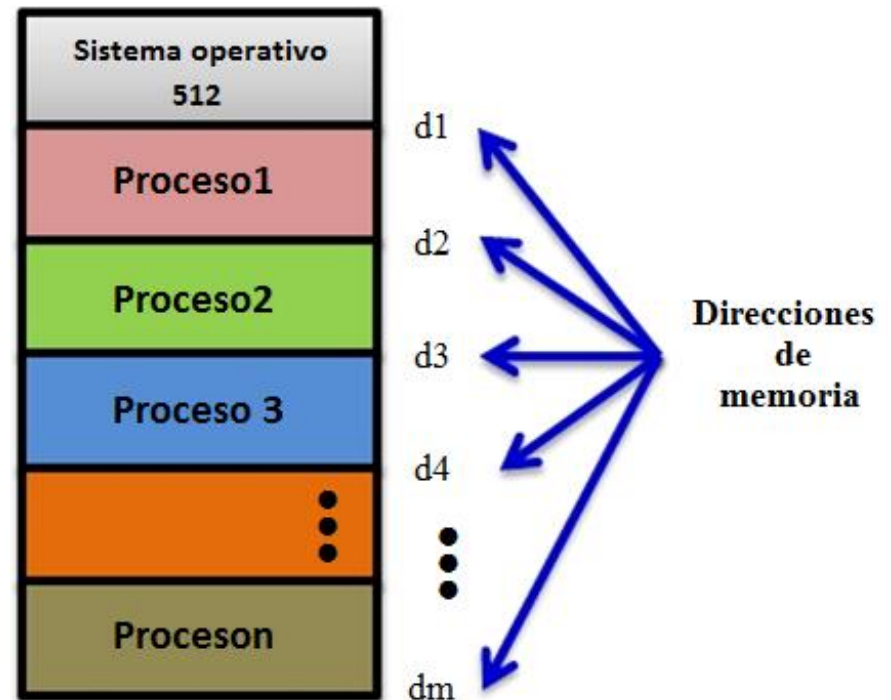 Sistema operativo
512
d1
Proceso1
d2
Proceso2
d3
Proceso 3
d4
Proceson
dm
Direcciones
de
memoria